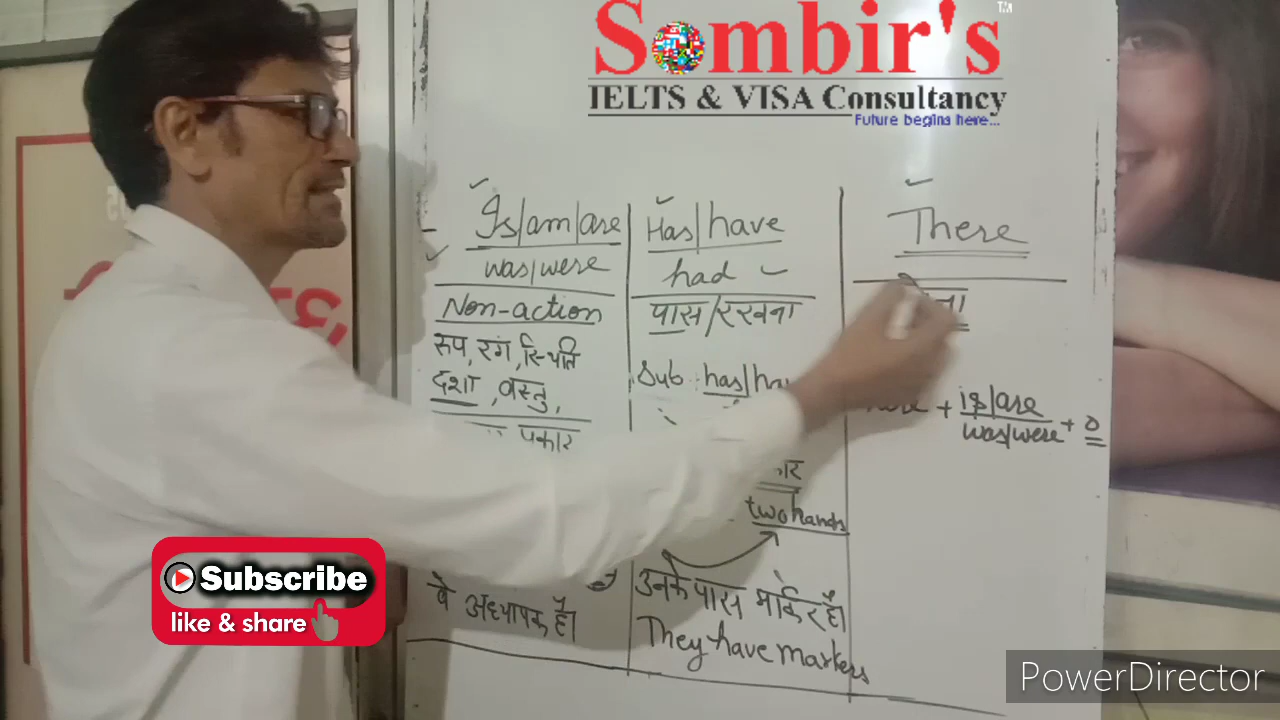 Sombir's™
IELTS & VISA Consultancy
Future begins here...
Is/am/are
was/were
Non-action
रूप, रंग, स्थिति
दशा, वस्तु,
प्रकार
वे अध्यापक है।
Has/have
had
पास/रखना
Sub has/ha
two hands
उनके पास मार्कर है।
They have markers
There
+ is/are
was/were + o
Subscribe
like & share
PowerDirector